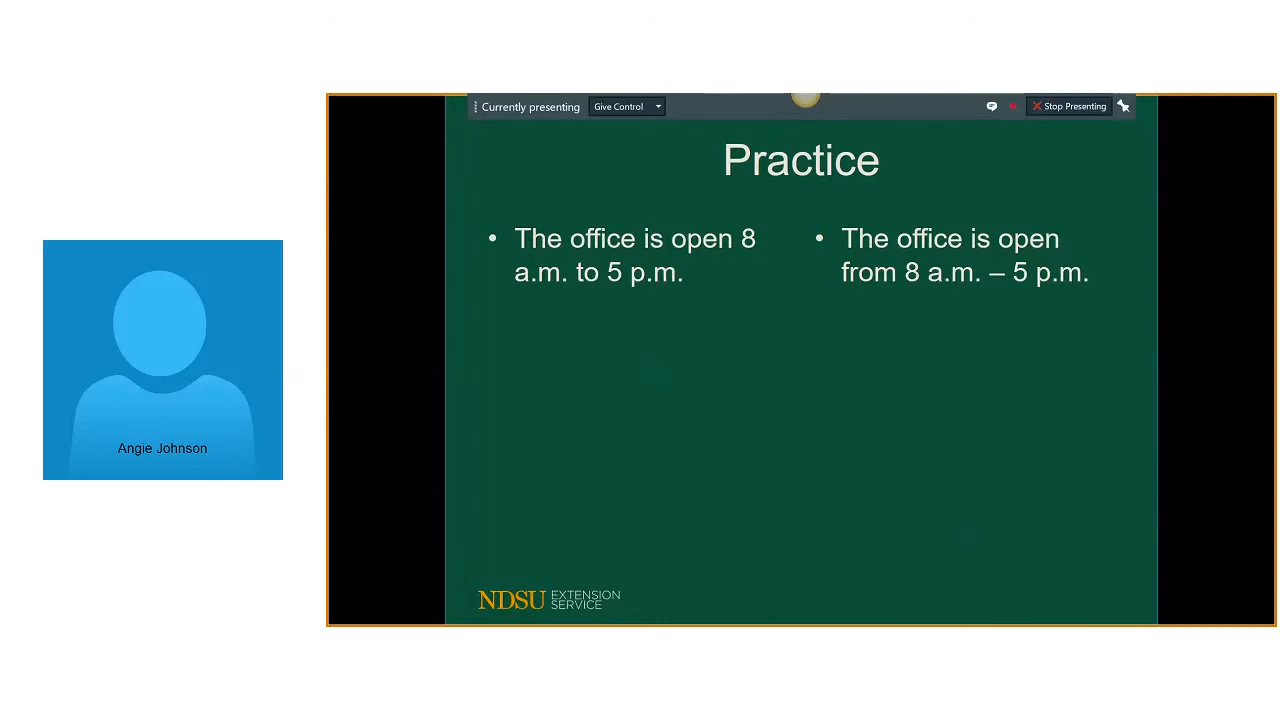 Currently presenting Give Control Stop Presenting
Practice
• The office is open 8
a.m. to 5 p.m.
• The office is open
from 8 a.m. – 5 p.m.
Angie Johnson
NDSU EXTENSION
SERVICE